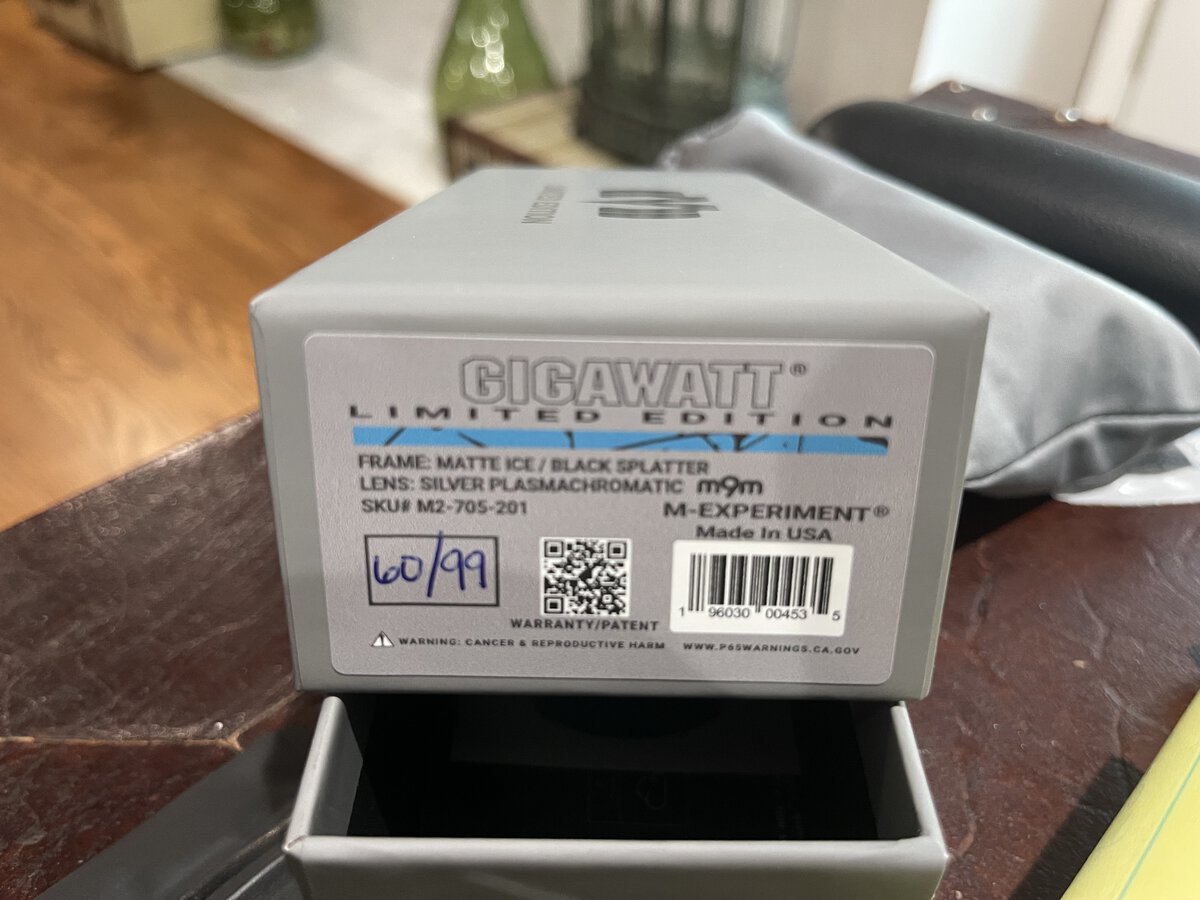 GIGAWATT®
LIMITED EDITION
FRAME: MATTE ICE / BLACK SPLATTER
LENS: SILVER PLASMACHROMATIC m9m
SKU# M2-705-201
M-EXPERIMENT®
Made In USA
60/99
WARRANTY/PATENT
1 96030 00453 5
WARNING: CANCER & REPRODUCTIVE HARM WWW.P65WARNINGS.CA.GOV